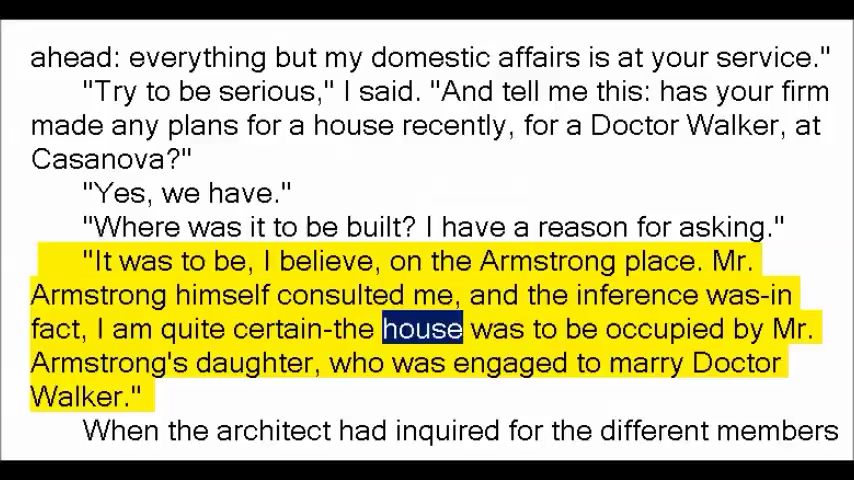 ahead: everything but my domestic affairs is at your service."
"Try to be serious," I said. "And tell me this: has your firm
made any plans for a house recently, for a Doctor Walker, at
Casanova?"
"Yes, we have."
"Where was it to be built? I have a reason for asking."
"It was to be, I believe, on the Armstrong place. Mr.
Armstrong himself consulted me, and the inference was-in
fact, I am quite certain-the house was to be occupied by Mr.
Armstrong's daughter, who was engaged to marry Doctor
Walker."
When the architect had inquired for the different members